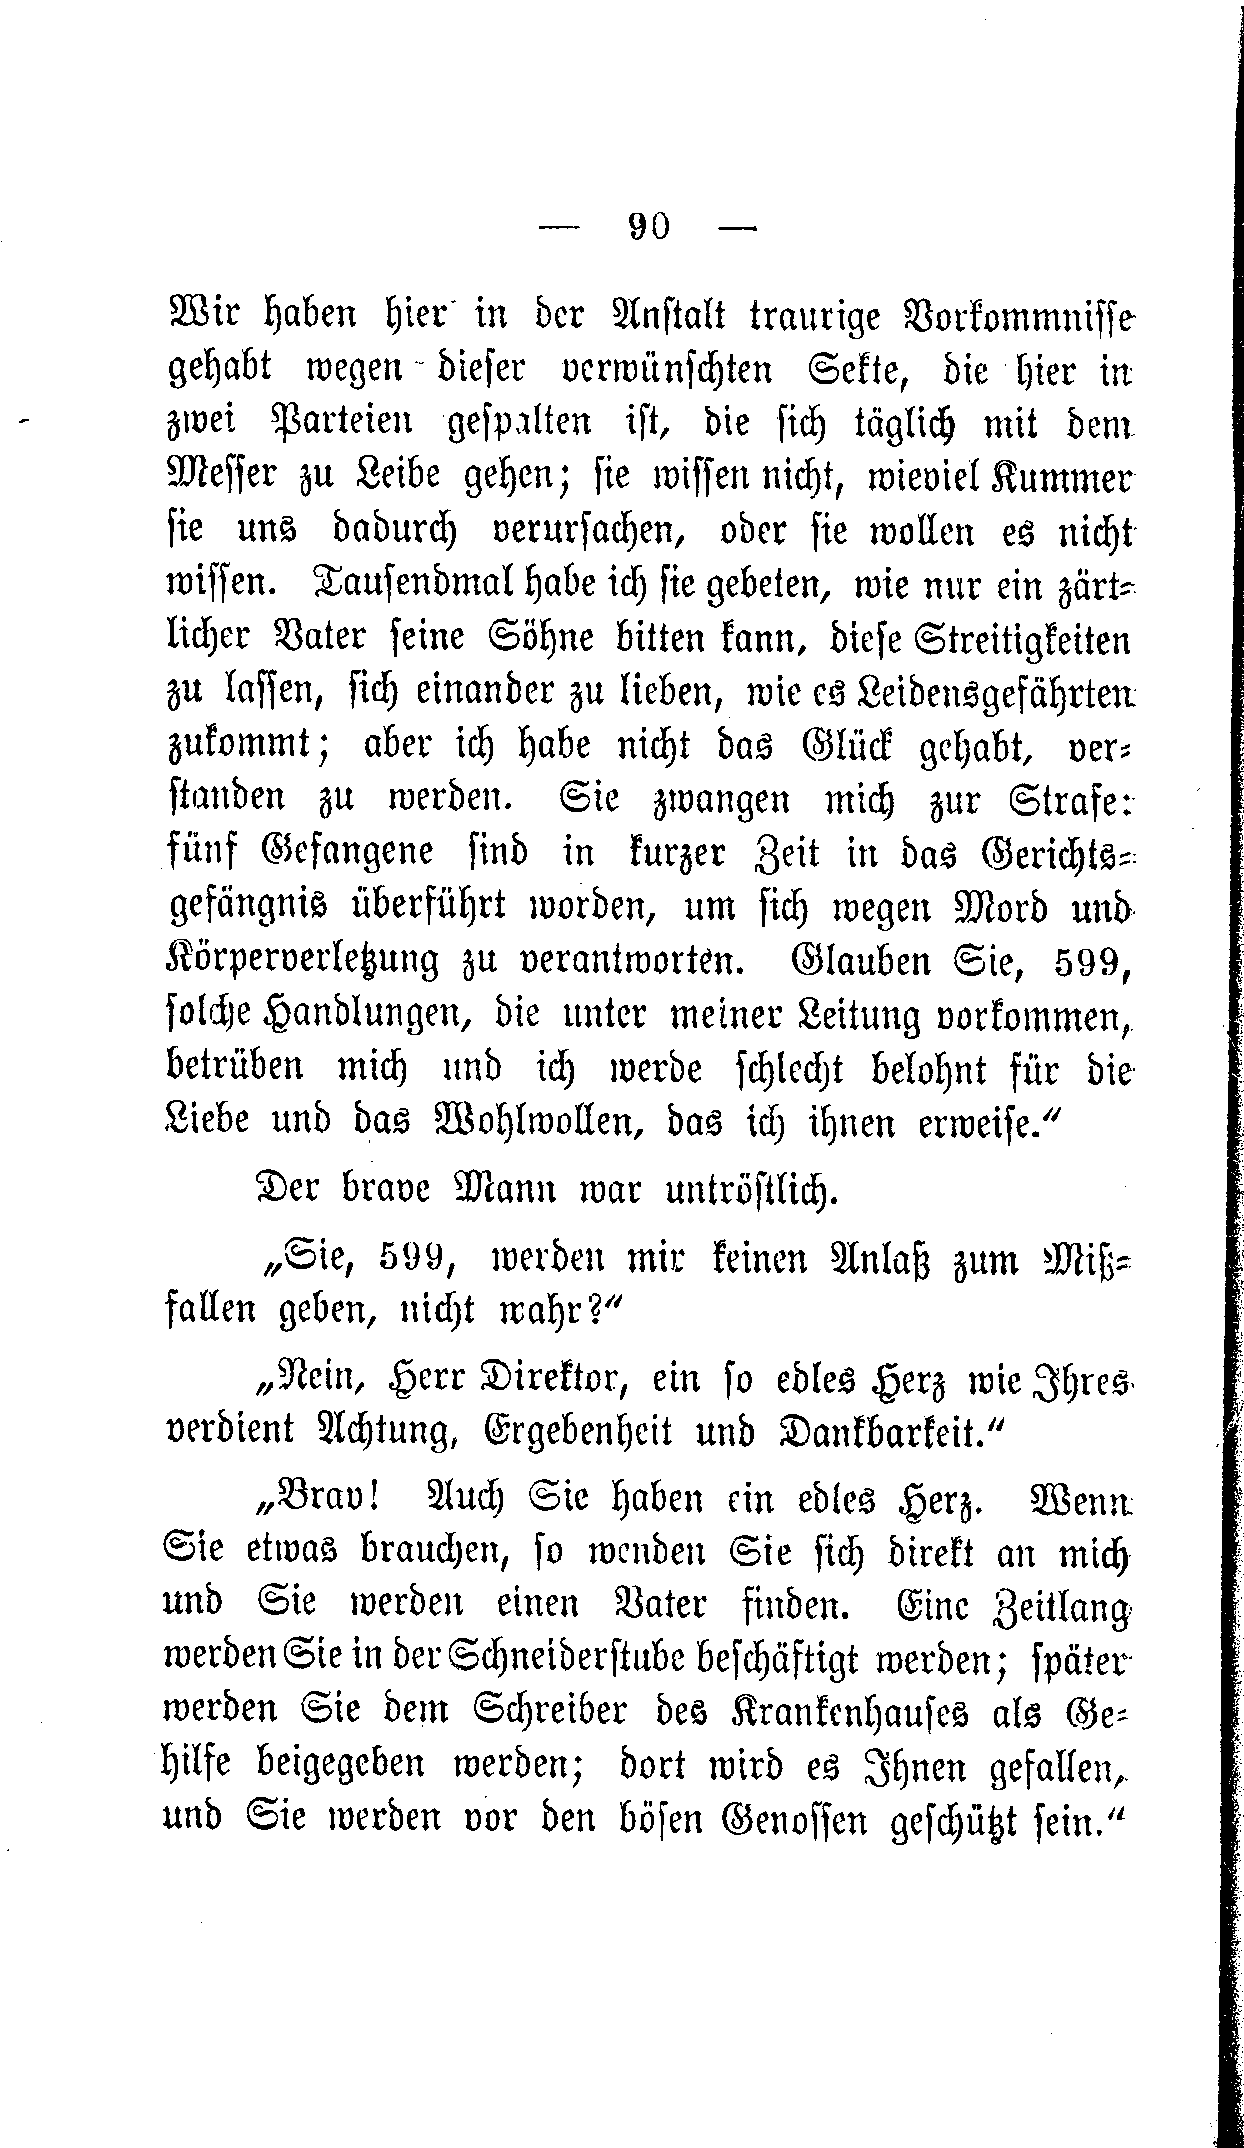 — 90 —
Wir haben hier in der Anstalt traurige Vorkommnisse
gehabt wegen dieser verwünschten Sekte, die hier in
zwei Parteien gespalten ist, die sich täglich mit dem
Messer zu Leibe gehen; sie wissen nicht, wieviel Kummer
sie uns dadurch verursachen, oder sie wollen es nicht
wissen. Tausendmal habe ich sie gebeten, wie nur ein zärt-
licher Vater seine Söhne bitten kann, diese Streitigkeiten
zu lassen, sich einander zu lieben, wie es Leidensgefährten
zukommt; aber ich habe nicht das Glück gehabt, ver-
standen zu werden. Sie zwangen mich zur Strafe:
fünf Gefangene sind in kurzer Zeit in das Gerichts-
gefängnis überführt worden, um sich wegen Mord und
Körperverletzung zu verantworten. Glauben Sie, 599,
solche Handlungen, die unter meiner Leitung vorkommen,
betrüben mich und ich werde schlecht belohnt für die
Liebe und das Wohlwollen, das ich ihnen erweise.“
Der brave Mann war untröstlich.
„Sie, 599, werden mir keinen Anlaß zum Miß-
fallen geben, nicht wahr?“
„Nein, Herr Direktor, ein so edles Herz wie Ihres
verdient Achtung, Ergebenheit und Dankbarkeit.“
„Brav! Auch Sie haben ein edles Herz. Wenn
Sie etwas brauchen, so wenden Sie sich direkt an mich
und Sie werden einen Vater finden. Eine Zeitlang
werden Sie in der Schneiderstube beschäftigt werden; später
werden Sie dem Schreiber des Krankenhauses als Ge-
hilfe beigegeben werden; dort wird es Ihnen gefallen,
und Sie werden vor den bösen Genossen geschützt sein.“